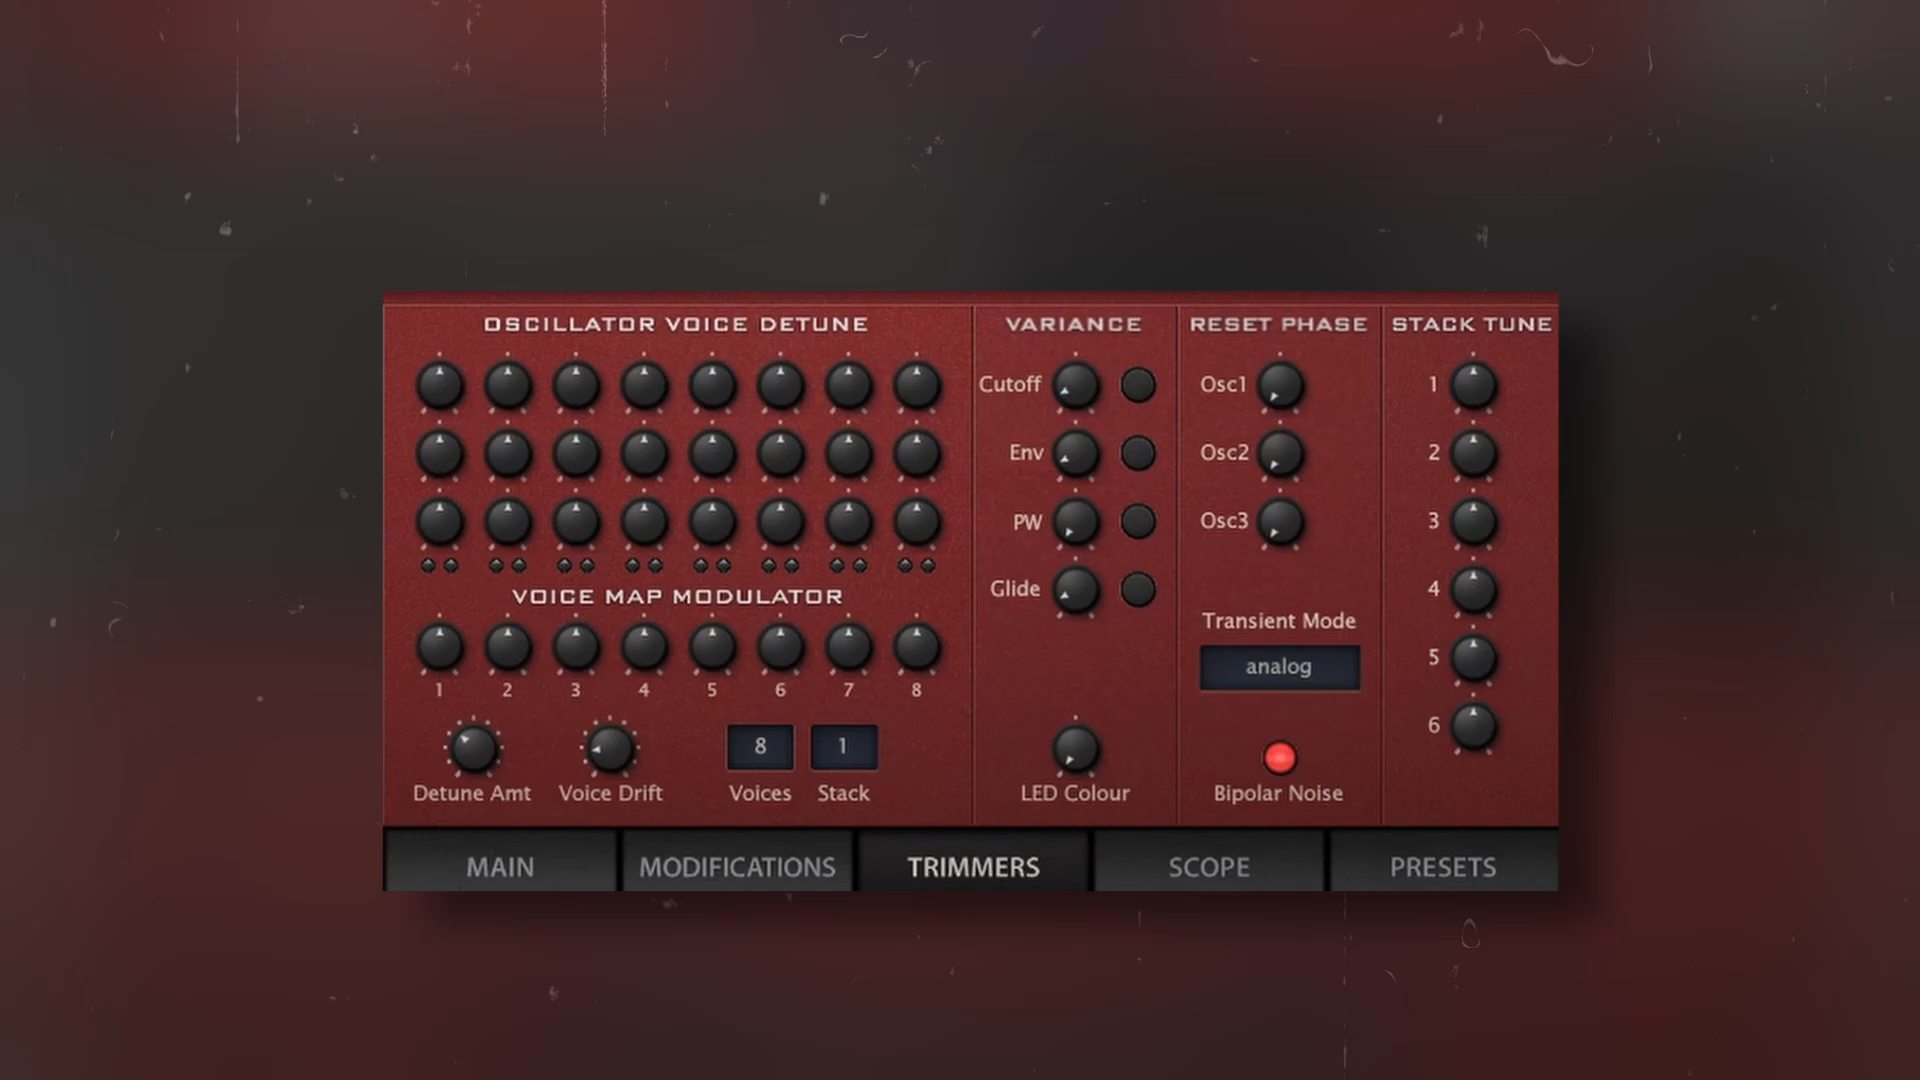 OSCILLATOR VOICE DETUNE
VOICE MAP MODULATOR
1 2 3 4 5 6 7 8
Detune Amt
Voice Drift
8
Voices
1
Stack
VARIANCE
Cutoff
Env
PW
Glide
LED Colour
RESET PHASE
Osc1
Osc2
Osc3
Transient Mode
analog
Bipolar Noise
STACK TUNE
1
2
3
4
5
6
MAIN
MODIFICATIONS
TRIMMERS
SCOPE
PRESETS